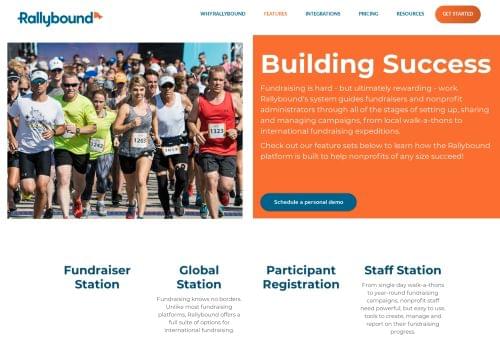 Rallybound
WHY RALLYBOUND
FEATURES
INTEGRATIONS
PRICING
RESOURCES
GET STARTED
Building Success
Fundraising is hard - but ultimately rewarding - work.
Rallybound's system guides fundraisers and nonprofit
administrators through all of the stages of setting up, sharing
and managing campaigns, from local walk-a-thons to
international fundraising expeditions.
Check out our feature sets below to learn how the Rallybound
platform is built to help nonprofits of any size succeed!
Schedule a personal demo
1242
1265
1323
Fundraiser
Station
Global
Station
Fundraising knows no borders.
Unlike most fundraising
platforms, Rallybound offers a
full suite of options for
international fundraising.
Participant
Registration
Staff Station
From single day walk-a-thons
to year-round fundraising
campaigns, nonprofit staff
need powerful, but easy to use,
tools to create, manage and
report on their fundraising
progress.